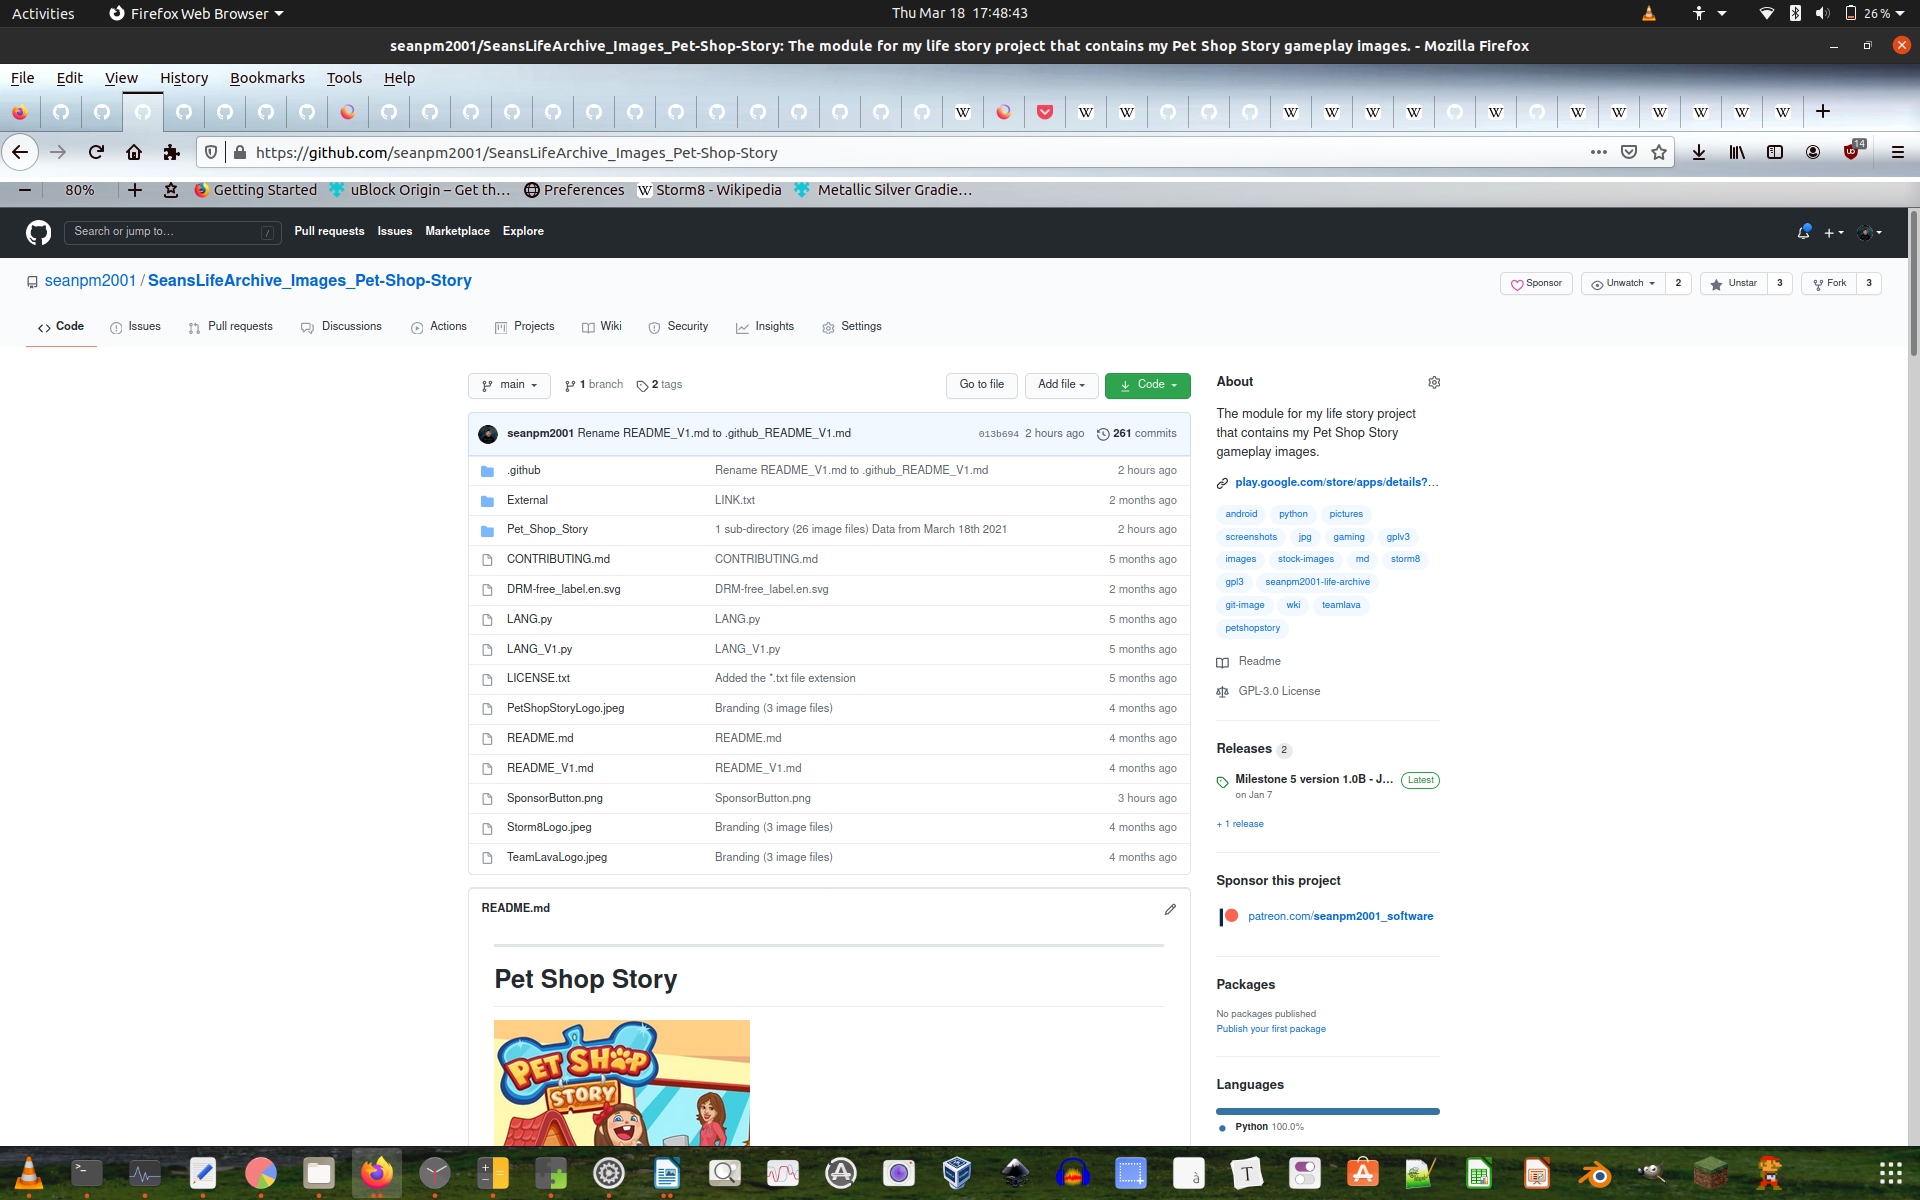 Activities Firefox Web Browser Thu Mar 18 17:48:43 26 %
seanpm2001/SeansLifeArchive_Images_Pet-Shop-Story: The module for my life story project that contains my Pet Shop Story gameplay images. - Mozilla Firefox
File Edit View History Bookmarks Tools Help
https://github.com/seanpm2001/SeansLifeArchive_Images_Pet-Shop-Story 14
80% Getting Started uBlock Origin – Get th… Preferences Storm8 - Wikipedia Metallic Silver Gradie…
Search or jump to… / Pull requests Issues Marketplace Explore
seanpm2001 / SeansLifeArchive_Images_Pet-Shop-Story Sponsor Unwatch 2 Unstar 3 Fork 3
Code Issues Pull requests Discussions Actions Projects Wiki Security Insights Settings
main 1 branch 2 tags Go to file Add file Code
seanpm2001 Rename README_V1.md to .github_README_V1.md 013b694 2 hours ago 261 commits
.github Rename README_V1.md to .github_README_V1.md 2 hours ago
External LINK.txt 2 months ago
Pet_Shop_Story 1 sub-directory (26 image files) Data from March 18th 2021 2 hours ago
CONTRIBUTING.md CONTRIBUTING.md 5 months ago
DRM-free_label.en.svg DRM-free_label.en.svg 2 months ago
LANG.py LANG.py 5 months ago
LANG_V1.py LANG_V1.py 5 months ago
LICENSE.txt Added the *.txt file extension 5 months ago
PetShopStoryLogo.jpeg Branding (3 image files) 4 months ago
README.md README.md 4 months ago
README_V1.md README_V1.md 4 months ago
SponsorButton.png SponsorButton.png 3 hours ago
Storm8Logo.jpeg Branding (3 image files) 4 months ago
TeamLavaLogo.jpeg Branding (3 image files) 4 months ago
README.md
Pet Shop Story
PET SHOP
STORY
About
The module for my life story project
that contains my Pet Shop Story
gameplay images.
play.google.com/store/apps/details?…
android python pictures
screenshots jpg gaming gplv3
images stock-images md storm8
gpl3 seanpm2001-life-archive
git-image wki teamlava
petshopstory
Readme
GPL-3.0 License
Releases 2
Milestone 5 version 1.0B - J… Latest
on Jan 7
+ 1 release
Sponsor this project
patreon.com/seanpm2001_software
Packages
No packages published
Publish your first package
Languages
Python 100.0%